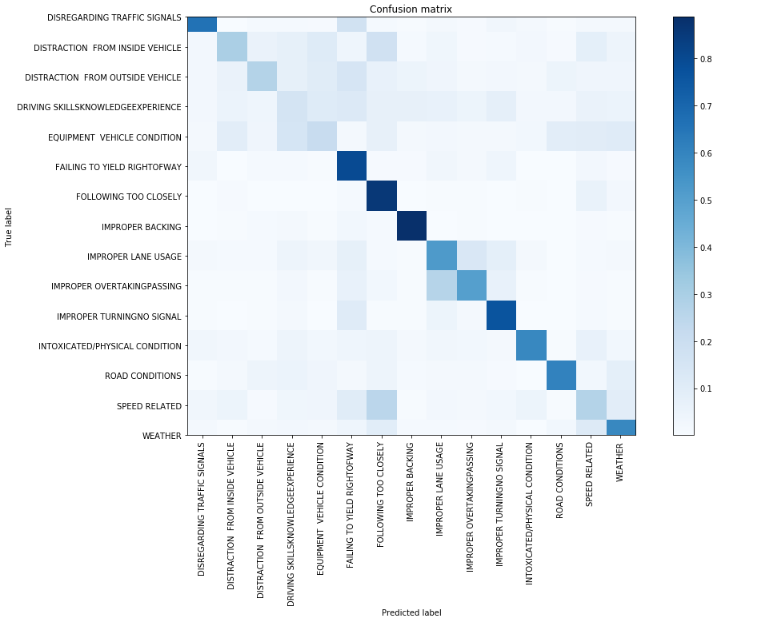 Confusion matrix
True label
DISREGARDING TRAFFIC SIGNALS
DISTRACTION  FROM INSIDE VEHICLE
DISTRACTION  FROM OUTSIDE VEHICLE
DRIVING SKILLSKNOWLEDGEEXPERIENCE
EQUIPMENT  VEHICLE CONDITION
FAILING TO YIELD RIGHTOFWAY
FOLLOWING TOO CLOSELY
IMPROPER BACKING
IMPROPER LANE USAGE
IMPROPER OVERTAKINGPASSING
IMPROPER TURNINGNO SIGNAL
INTOXICATED/PHYSICAL CONDITION
ROAD CONDITIONS
SPEED RELATED
WEATHER
DISREGARDING TRAFFIC SIGNALS
DISTRACTION  FROM INSIDE VEHICLE
DISTRACTION  FROM OUTSIDE VEHICLE
DRIVING SKILLSKNOWLEDGEEXPERIENCE
EQUIPMENT  VEHICLE CONDITION
FAILING TO YIELD RIGHTOFWAY
FOLLOWING TOO CLOSELY
IMPROPER BACKING
IMPROPER LANE USAGE
IMPROPER OVERTAKINGPASSING
IMPROPER TURNINGNO SIGNAL
INTOXICATED/PHYSICAL CONDITION
ROAD CONDITIONS
SPEED RELATED
WEATHER
Predicted label
0.8
0.7
0.6
0.5
0.4
0.3
0.2
0.1